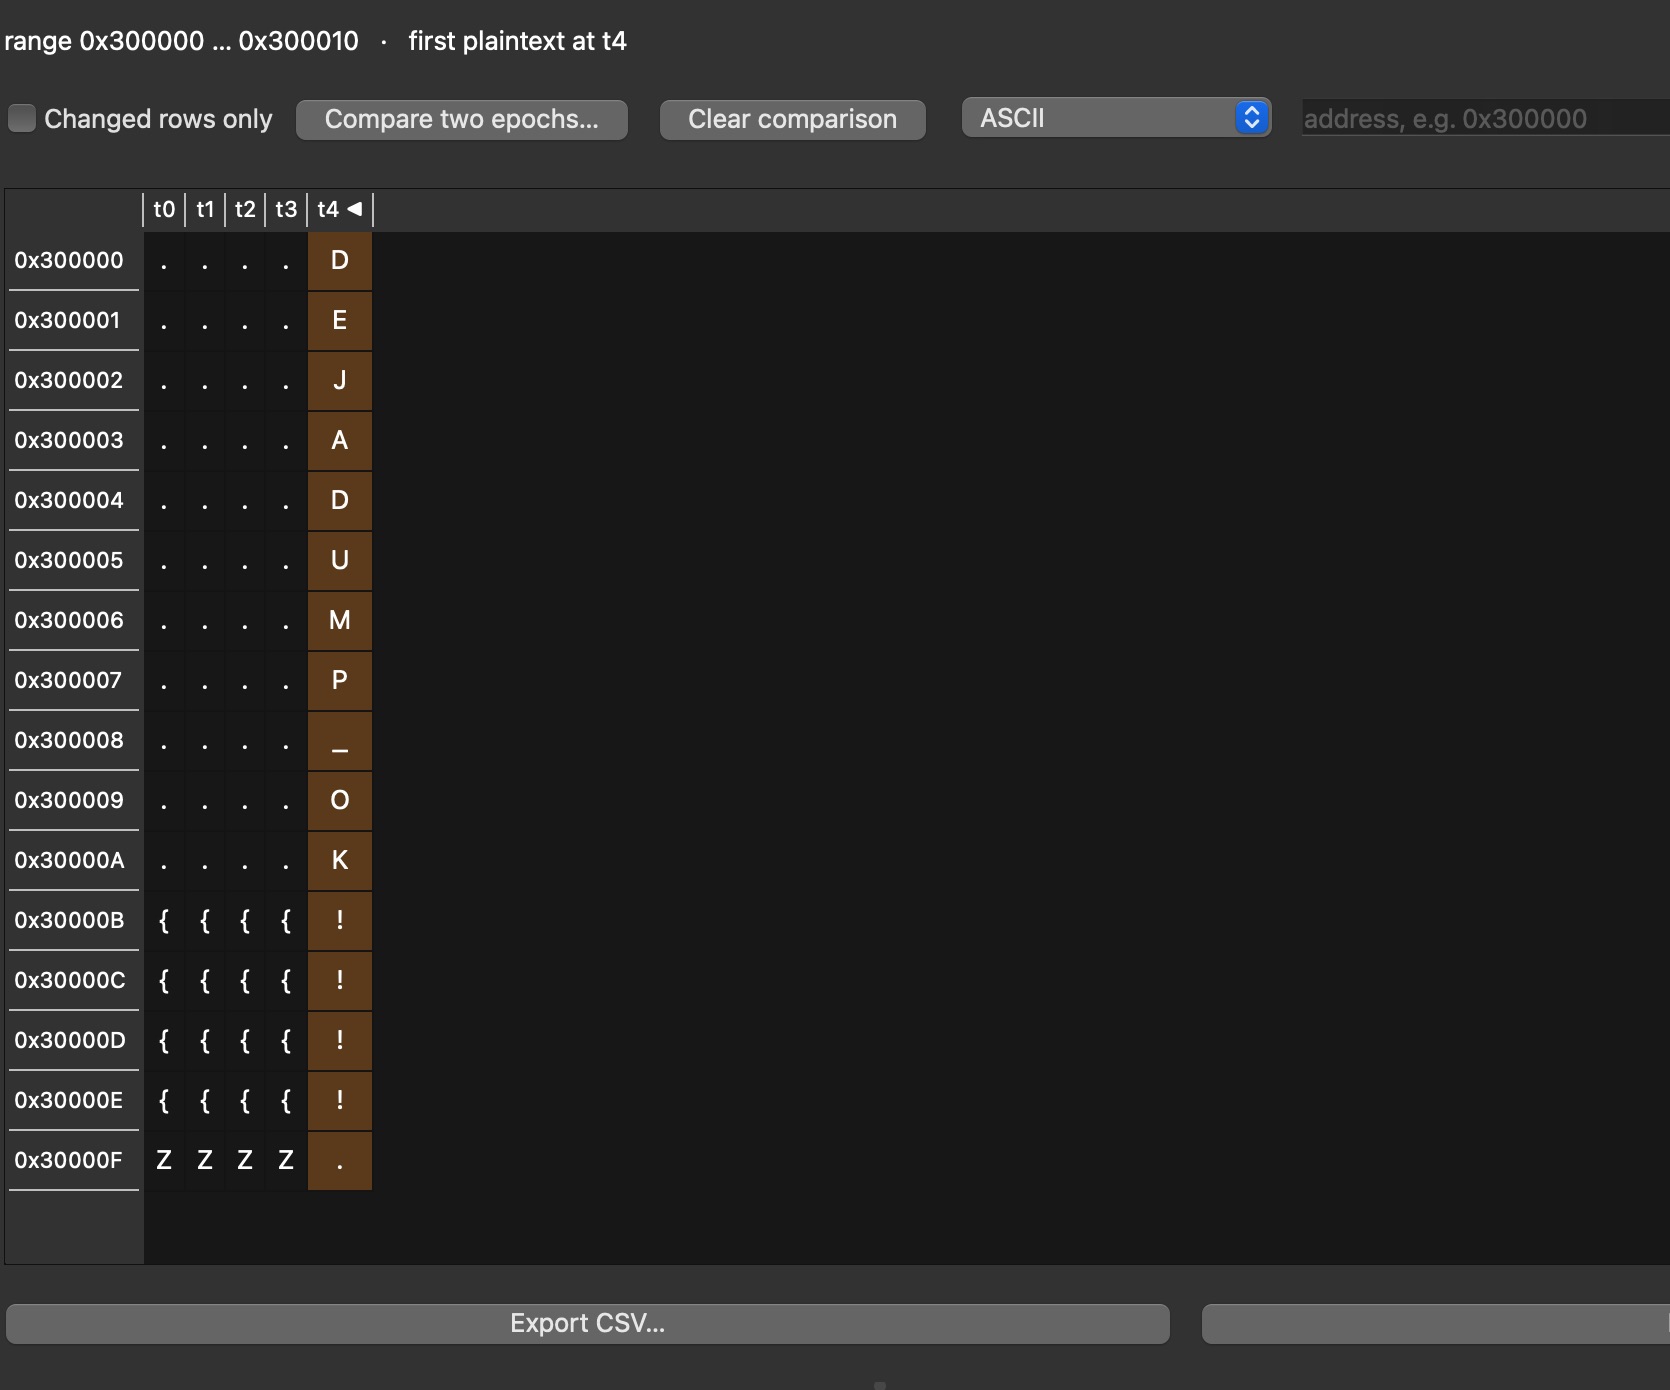 range 0x300000 ... 0x300010 · first plaintext at t4
Changed rows only Compare two epochs... Clear comparison ASCII address, e.g. 0x300000
t0 t1 t2 t3 t4 ◀
0x300000 . . . . D
0x300001 . . . . E
0x300002 . . . . J
0x300003 . . . . A
0x300004 . . . . D
0x300005 . . . . U
0x300006 . . . . M
0x300007 . . . . P
0x300008 . . . . _
0x300009 . . . . O
0x30000A . . . . K
0x30000B { { { { !
0x30000C { { { { !
0x30000D { { { { !
0x30000E { { { { !
0x30000F Z Z Z Z .
Export CSV...